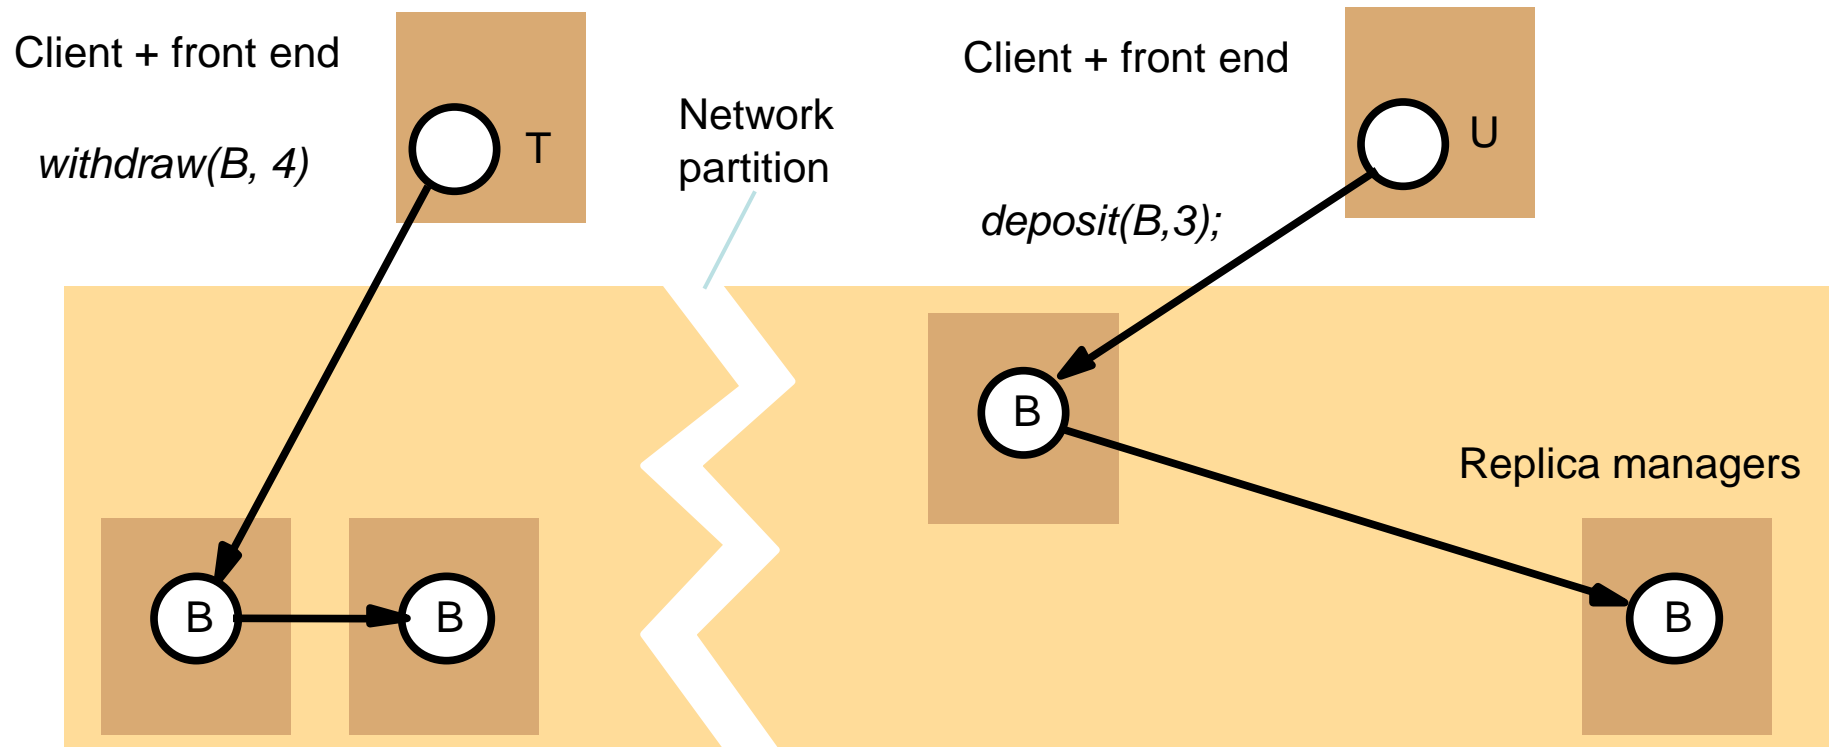 Client + front end
T
withdraw(B, 4)
Network
partition
Client + front end
U
deposit(B,3);
B
Replica managers
B
B
B